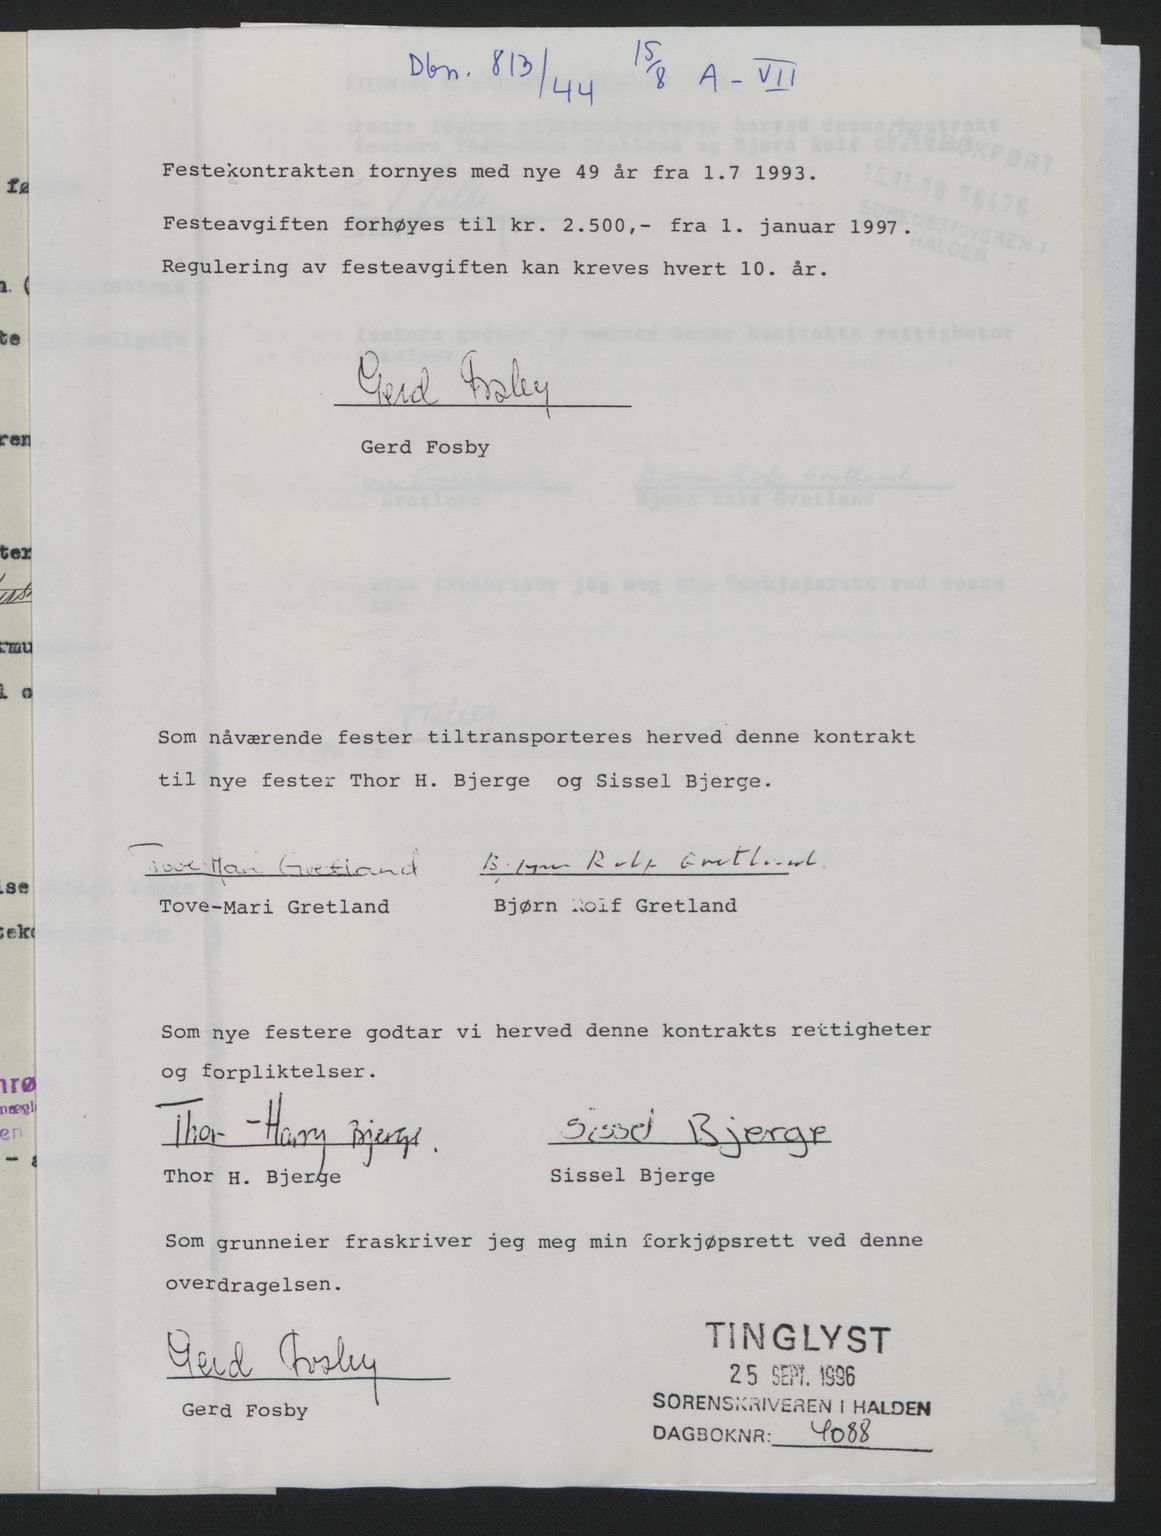 Dbn. 813/44 15/8 A - VII
Festekontrakten fornyes med nye 49 år fra 1.7 1993.
Festeavgiften forhøyes til kr. 2.500,- fra 1. januar 1997.
Regulering av festeavgiften kan kreves hvert 10. år.
Gerd Fosby
Gerd Fosby
Som nåværende fester tiltransporteres herved denne kontrakt
til nye fester Thor H. Bjerge og Sissel Bjerge.
Tove-Mari Gretland Bjørn Rolf Gretland
Tove-Mari Gretland Bjørn Rolf Gretland
Som nye festere godtar vi herved denne kontrakts rettigheter
og forpliktelser.
Thor-Harry Bjerge. Sissel Bjerge
Thor H. Bjerge Sissel Bjerge
Som grunneier fraskriver jeg meg min forkjøpsrett ved denne
overdragelsen.
Gerd Fosby
Gerd Fosby
TINGLYST
25 SEPT. 1996
SORENSKRIVEREN I HALDEN
DAGBOKNR: 4088